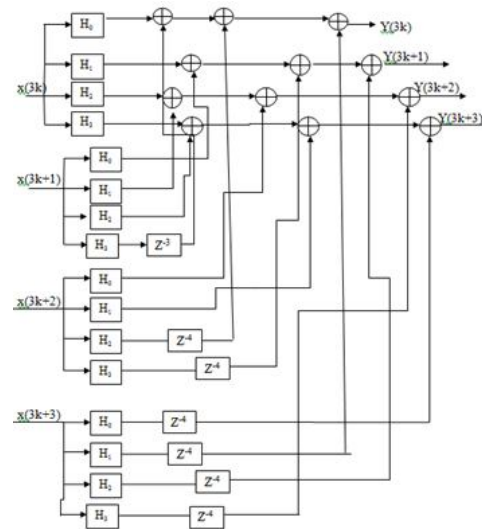 H₀
Y(3k)
H₁
Y(3k+1)
x(3k)
H₂
Y(3k+2)
H₃
Y(3k+3)
H₀
x(3k+1)
H₁
H₂
H₃
Z⁻³
H₀
x(3k+2)
H₁
H₂
Z⁻⁴
H₃
Z⁻⁴
x(3k+3)
H₀
Z⁻⁴
H₁
Z⁻⁴
H₂
Z⁻⁴
H₃
Z⁻⁴